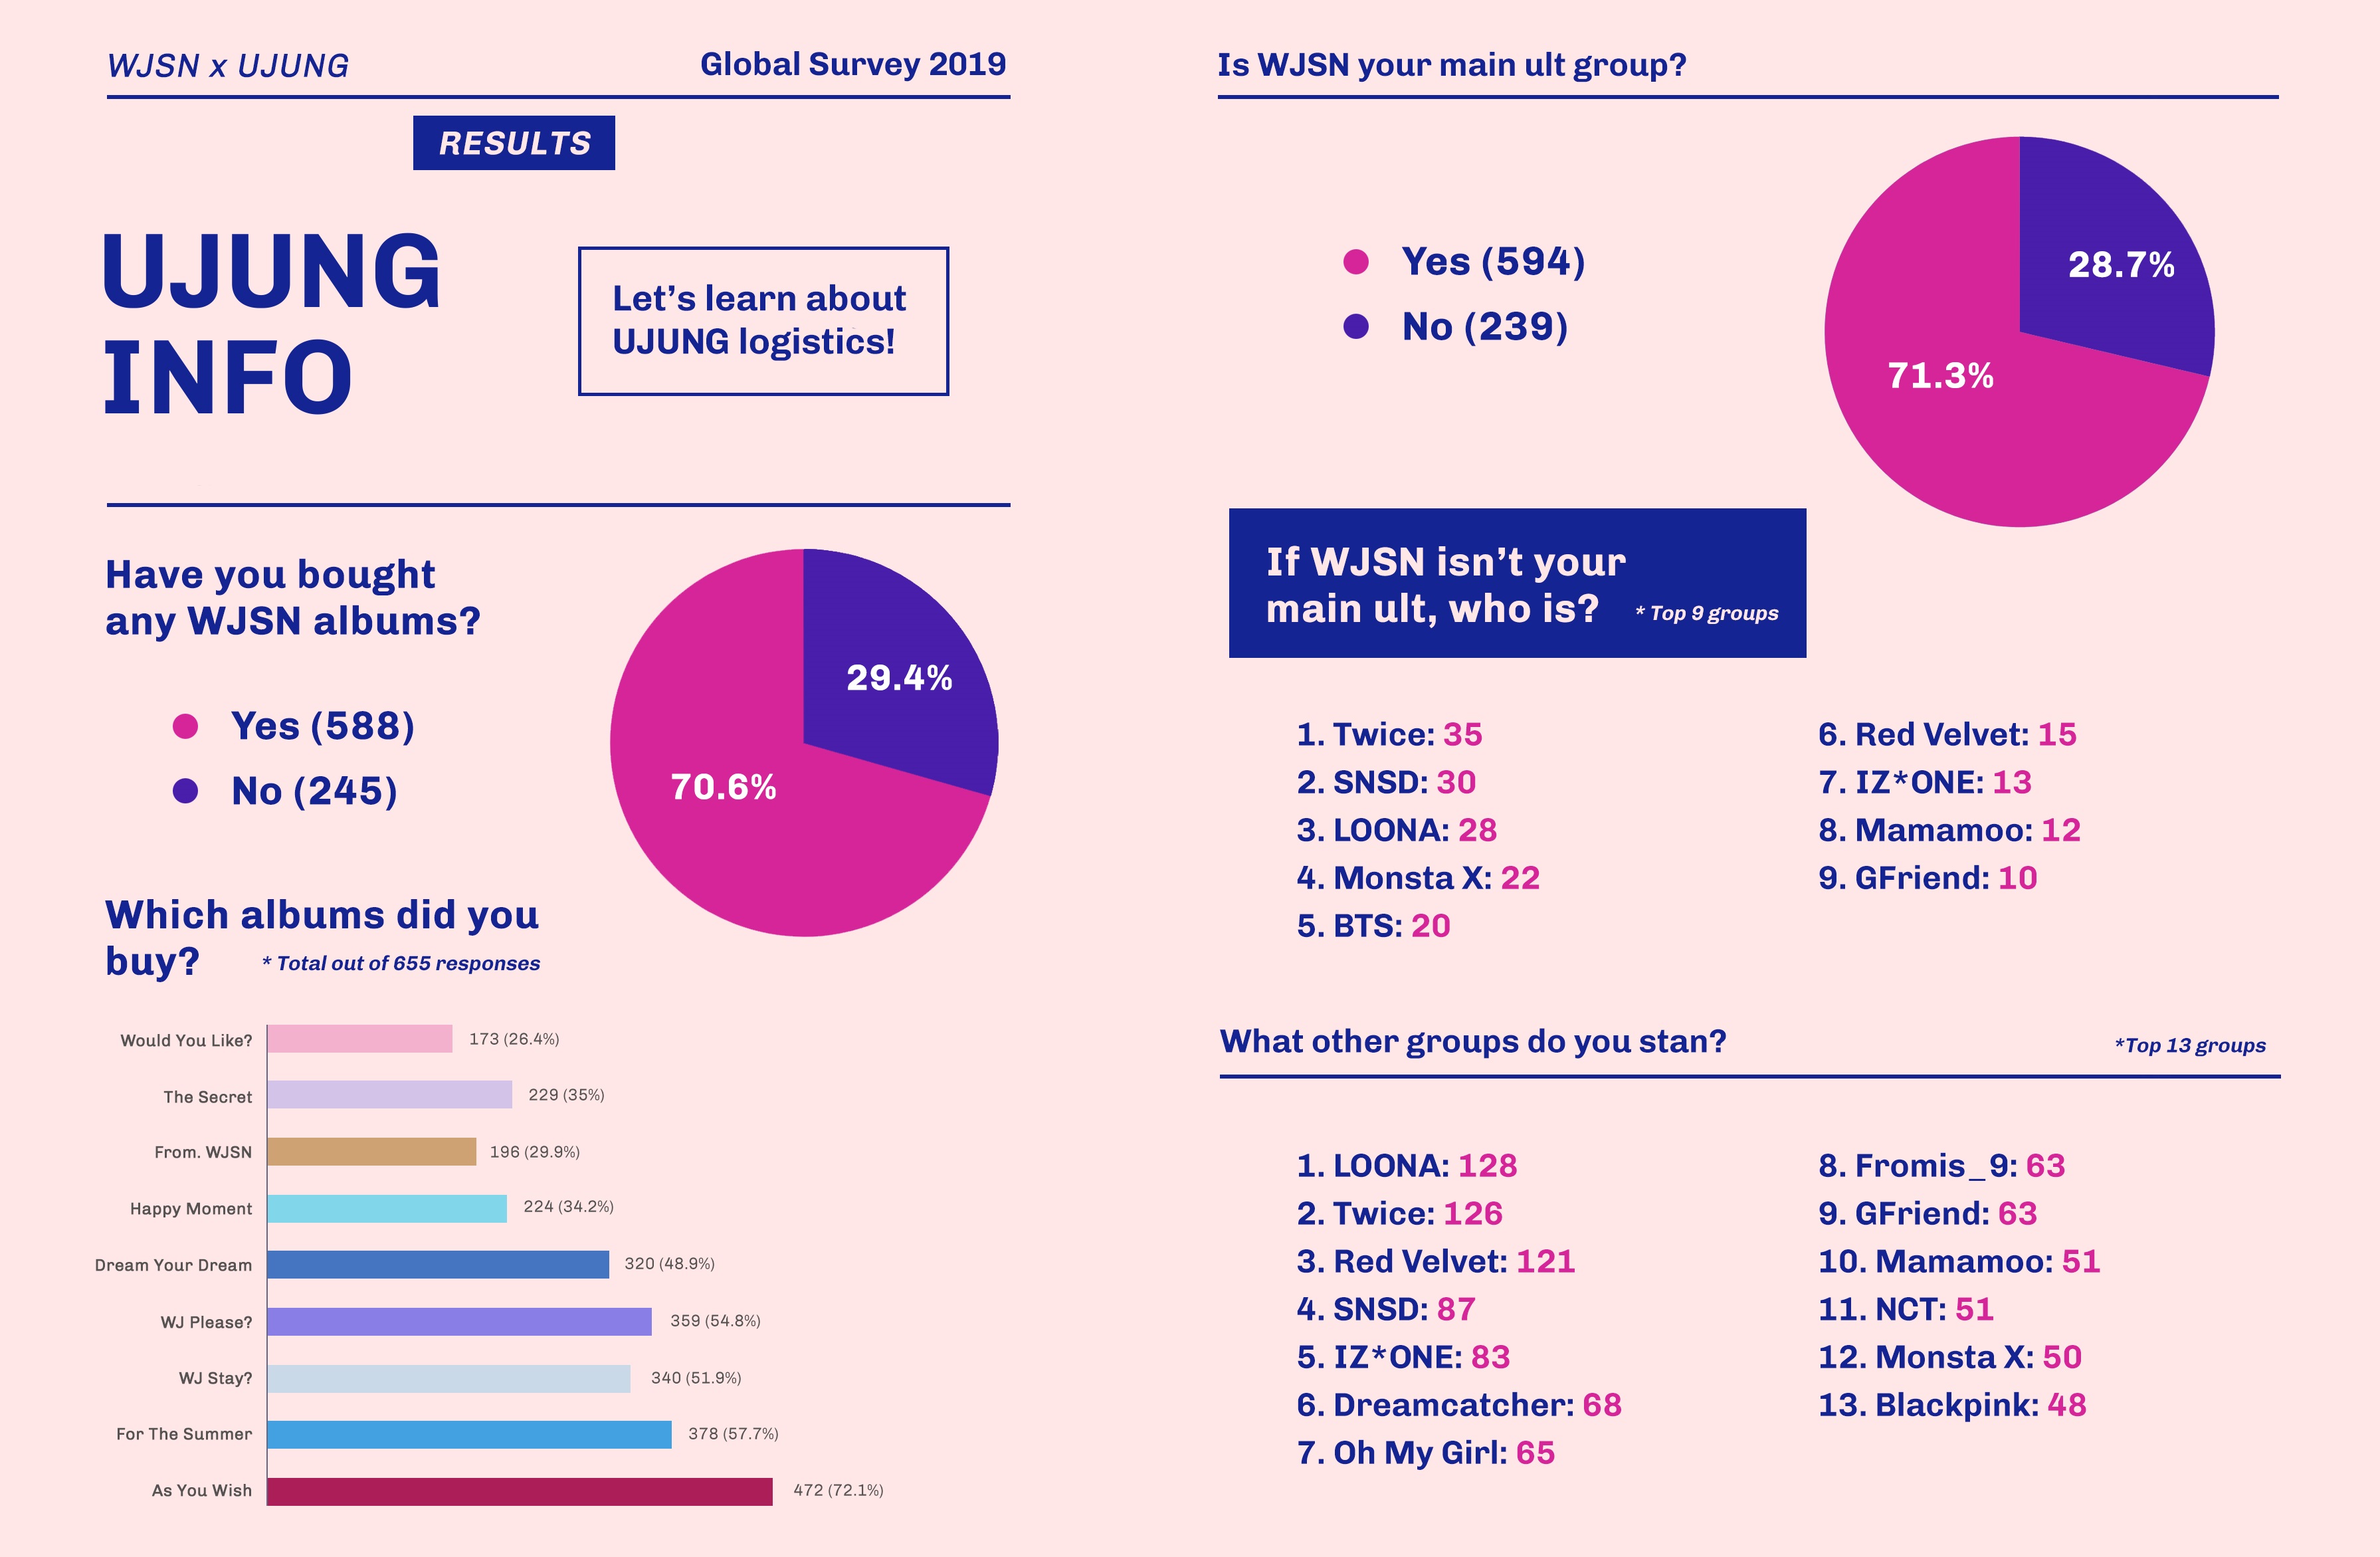 WJSN x UJUNG
Global Survey 2019
RESULTS
UJUNG
INFO
Let's learn about
UJUNG logistics!
Have you bought
any WJSN albums?
Yes (588)
No (245)
29.4%
70.6%
Which albums did you
buy? * Total out of 655 responses
Would You Like? 173 (26.4%)
The Secret 229 (35%)
From. WJSN 196 (29.9%)
Happy Moment 224 (34.2%)
Dream Your Dream 320 (48.9%)
WJ Please? 359 (54.8%)
WJ Stay? 340 (51.9%)
For The Summer 378 (57.7%)
As You Wish 472 (72.1%)
Is WJSN your main ult group?
Yes (594)
No (239)
28.7%
71.3%
If WJSN isn't your
main ult, who is? * Top 9 groups
1. Twice: 35
2. SNSD: 30
3. LOONA: 28
4. Monsta X: 22
5. BTS: 20
6. Red Velvet: 15
7. IZ*ONE: 13
8. Mamamoo: 12
9. GFriend: 10
What other groups do you stan? *Top 13 groups
1. LOONA: 128
2. Twice: 126
3. Red Velvet: 121
4. SNSD: 87
5. IZ*ONE: 83
6. Dreamcatcher: 68
7. Oh My Girl: 65
8. Fromis_9: 63
9. GFriend: 63
10. Mamamoo: 51
11. NCT: 51
12. Monsta X: 50
13. Blackpink: 48